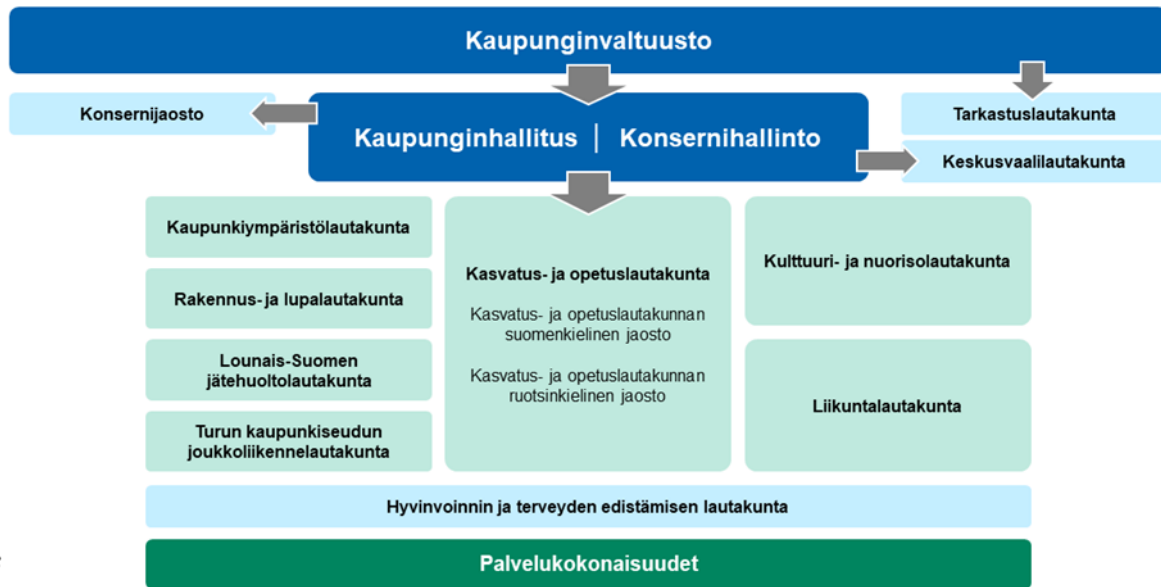 Kaupunginvaltuusto
Konsernijaosto
Kaupunginhallitus | Konsernihallinto
Tarkastuslautakunta
Keskusvaalilautakunta
Kaupunkiympäristölautakunta
Rakennus- ja lupalautakunta
Lounais-Suomen
jätehuoltolautakunta
Turun kaupunkiseudun
joukkoliikennelautakunta
Kasvatus- ja opetuslautakunta
Kasvatus- ja opetuslautakunnan
suomenkielinen jaosto
Kasvatus- ja opetuslautakunnan
ruotsinkielinen jaosto
Kulttuuri- ja nuorisolautakunta
Liikuntalautakunta
Hyvinvoinnin ja terveyden edistämisen lautakunta
Palvelukokonaisuudet